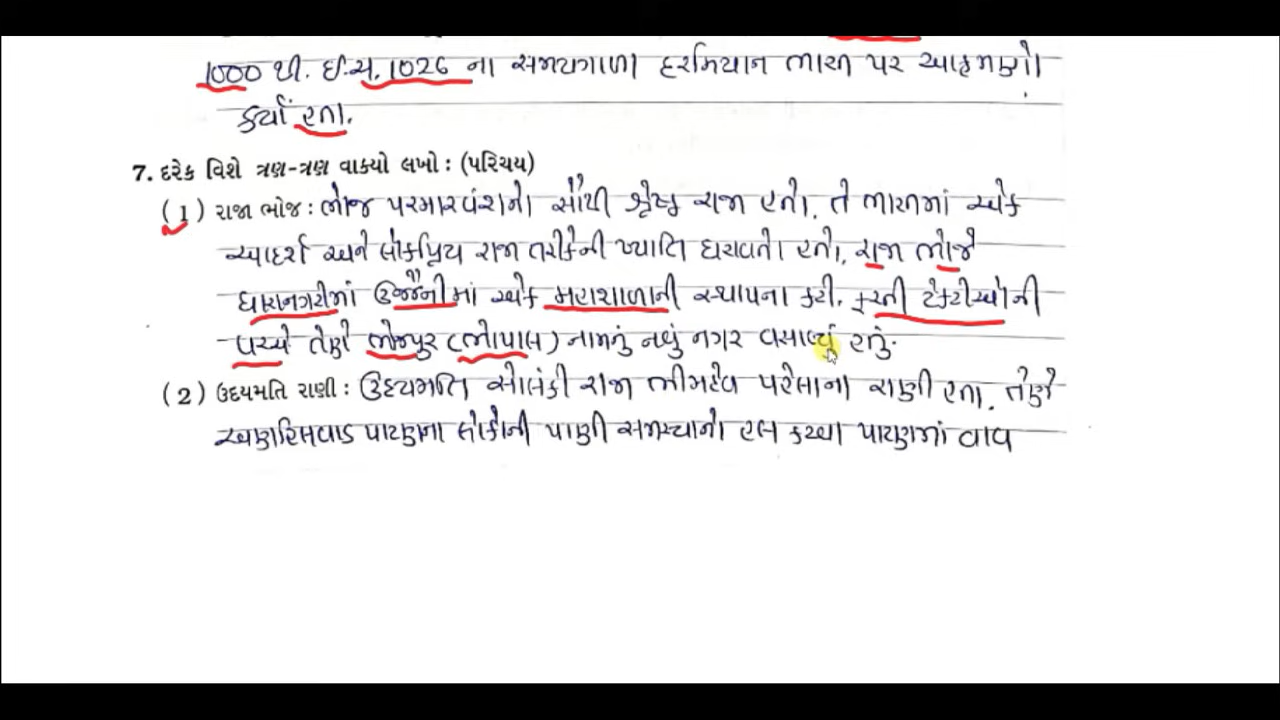 1000 થી ઈ.સ. 1026 ના સમયગાળા દરમિયાન ભારત પર આક્રમણો
કર્યાં હતા.
7. દરેક વિશે ત્રણ-ત્રણ વાક્યો લખો : (પરિચય)
(1) રાજા ભોજ : ભોજ પરમારવંશનો સૌથી શ્રેષ્ઠ રાજા હતો. તે ભારતમાં એક
આદર્શ અને લોકપ્રિય રાજા તરીકેની ખ્યાતિ ધરાવતો હતો. રાજા ભોજે
ધારાનગરીમાં ઉજ્જૈનીમાં એક મહાશાળાની સ્થાપના કરી. ફરતી ટેકરીઓની
વચ્ચે તેણે ભોજપુર (ભોપાલ) નામનું નવું નગર વસાવ્યું હતું.
(2) ઉદયમતિ રાણી : ઉદયમતિ સોલંકી રાજા ભીમદેવ પહેલાના રાણી હતા. તેણે
અણહિલવાડ પાટણના લોકોની પાણી સમસ્યાનો હલ કરવા પાટણમાં વાવ